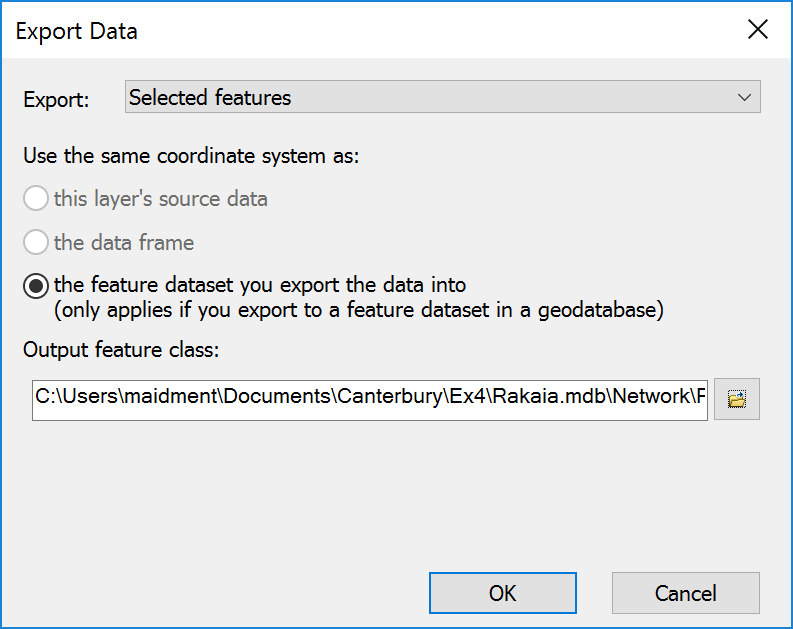 Export Data
Export: Selected features
Use the same coordinate system as:
this layer's source data
the data frame
the feature dataset you export the data into
(only applies if you export to a feature dataset in a geodatabase)
Output feature class:
C:\Users\maidment\Documents\Canterbury\Ex4\Rakaia.mdb\Network\
OK Cancel